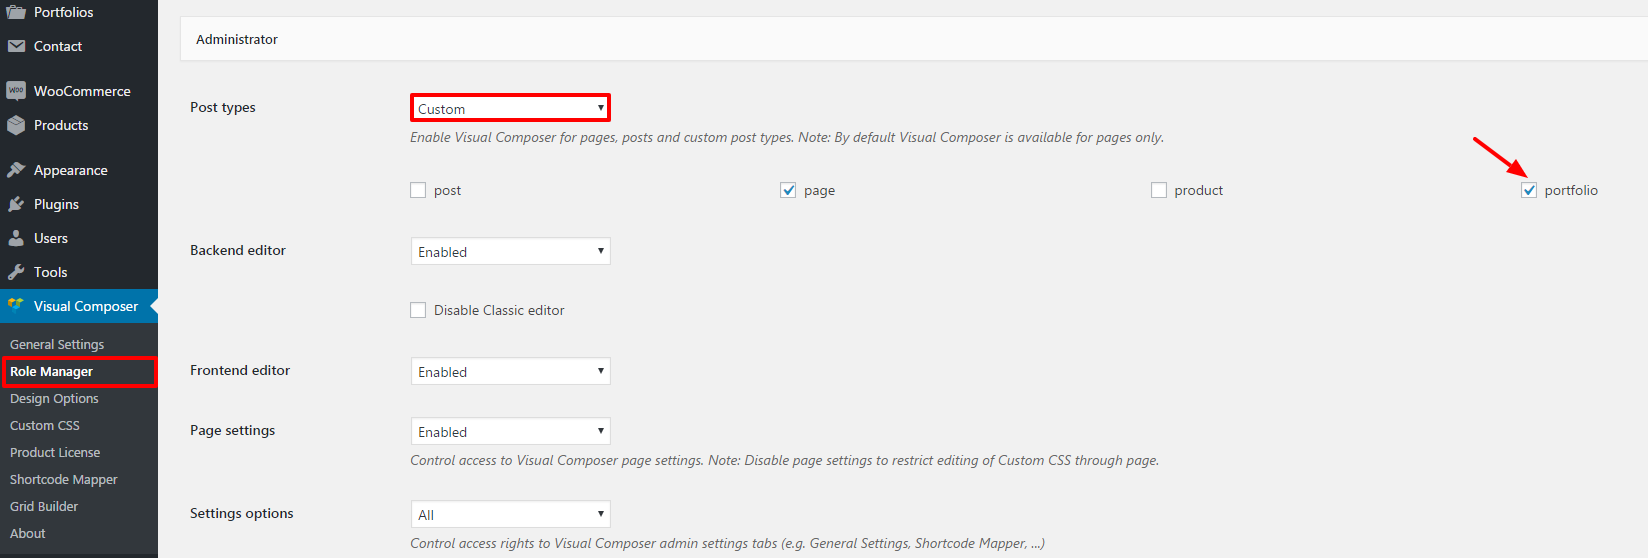 Portfolios
Contact
WOO WooCommerce
Products
Appearance
Plugins
Users
Tools
Visual Composer
General Settings
Role Manager
Design Options
Custom CSS
Product License
Shortcode Mapper
Grid Builder
About
Administrator
Post types
Custom
Enable Visual Composer for pages, posts and custom post types. Note: By default Visual Composer is available for pages only.
post page product portfolio
Backend editor
Enabled
Disable Classic editor
Frontend editor
Enabled
Page settings
Enabled
Control access to Visual Composer page settings. Note: Disable page settings to restrict editing of Custom CSS through page.
Settings options
All
Control access rights to Visual Composer admin settings tabs (e.g. General Settings, Shortcode Mapper, ...)